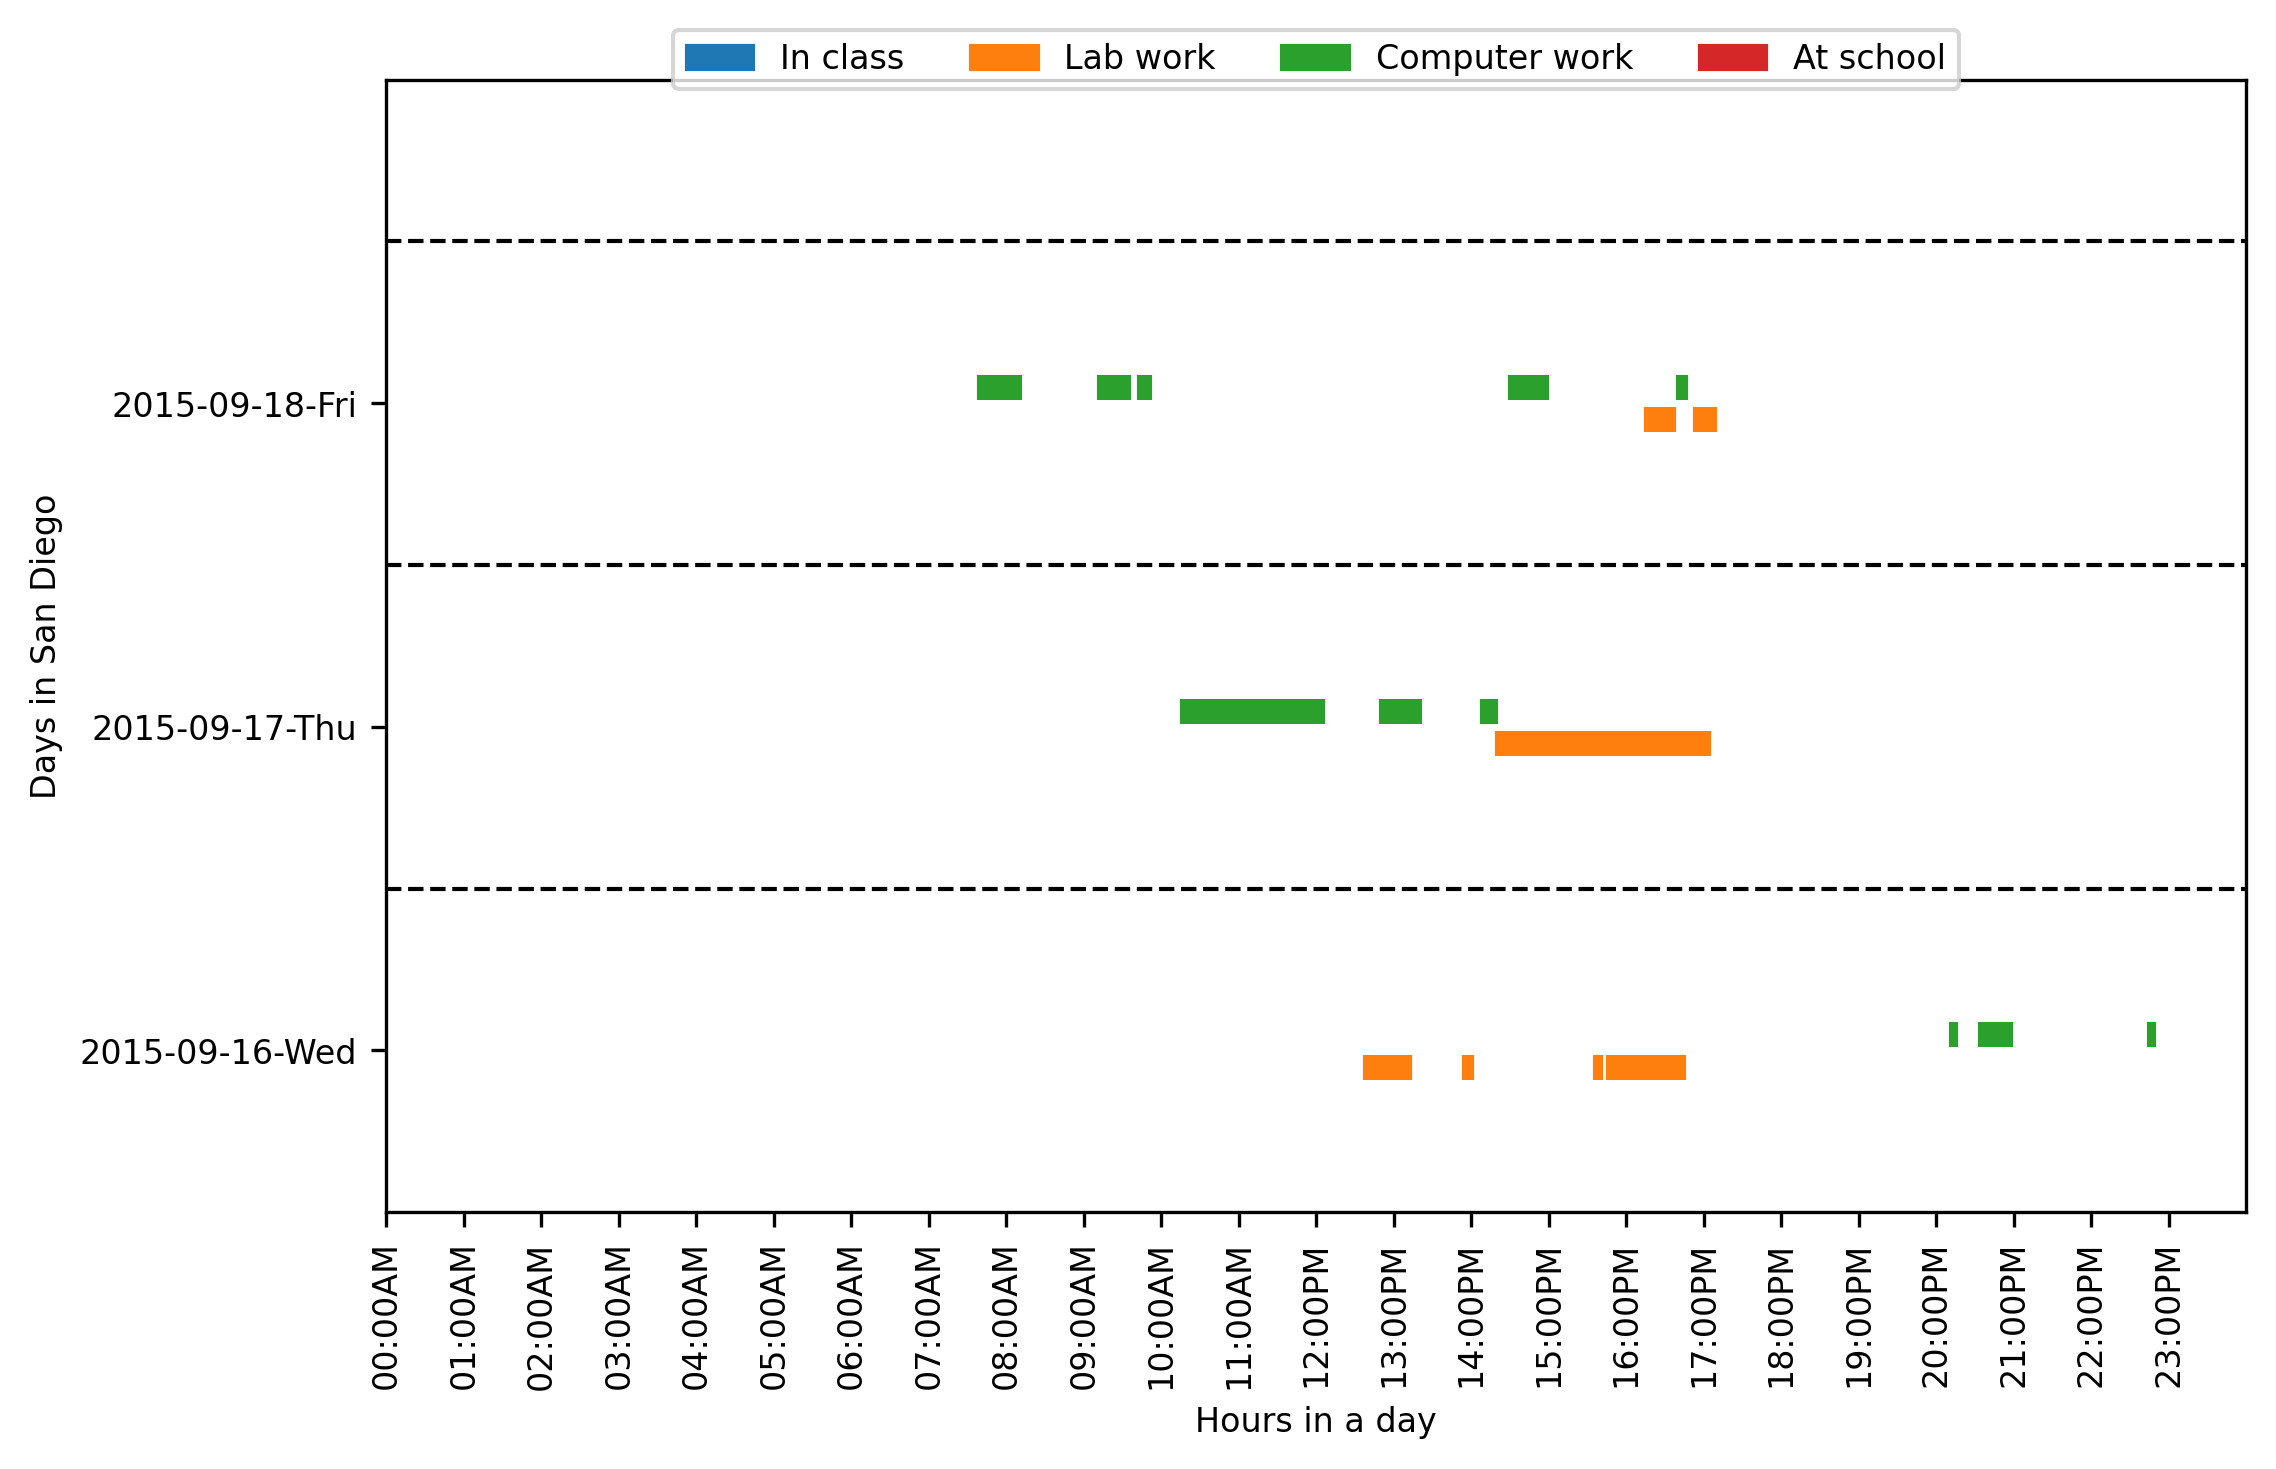 In class Lab work Computer work At school
Days in San Diego
2015-09-18-Fri
2015-09-17-Thu
2015-09-16-Wed
00:00AM
01:00AM
02:00AM
03:00AM
04:00AM
05:00AM
06:00AM
07:00AM
08:00AM
09:00AM
10:00AM
11:00AM
12:00PM
13:00PM
14:00PM
15:00PM
16:00PM
17:00PM
18:00PM
19:00PM
20:00PM
21:00PM
22:00PM
23:00PM
Hours in a day